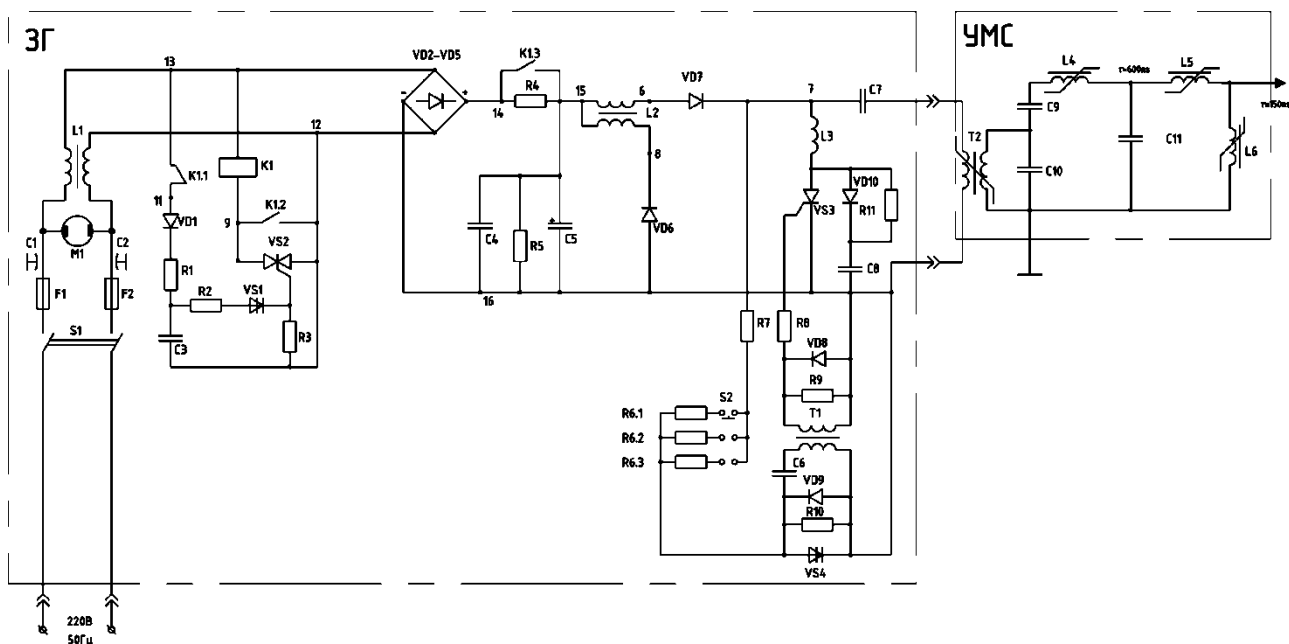 ЗГ
УМС
VD2-VD5
K1.3
R4
13
14
15
6
L2
VD7
7
C7
L3
L4
τ=600ns
L5
τ=150ns
C9
T2
C10
C11
L6
12
L1
K1.1
K1
11
VD1
9
K1.2
VS2
8
VD6
VS3
VD10
R11
C1
M1
C2
C4
R5
C5
F1
F2
R1
R2
VS1
C8
16
S1
C3
R3
R7
R8
VD8
R9
T1
S2
R6.1
R6.2
R6.3
C6
VD9
R10
VS4
220В
50Гц
-
+
+